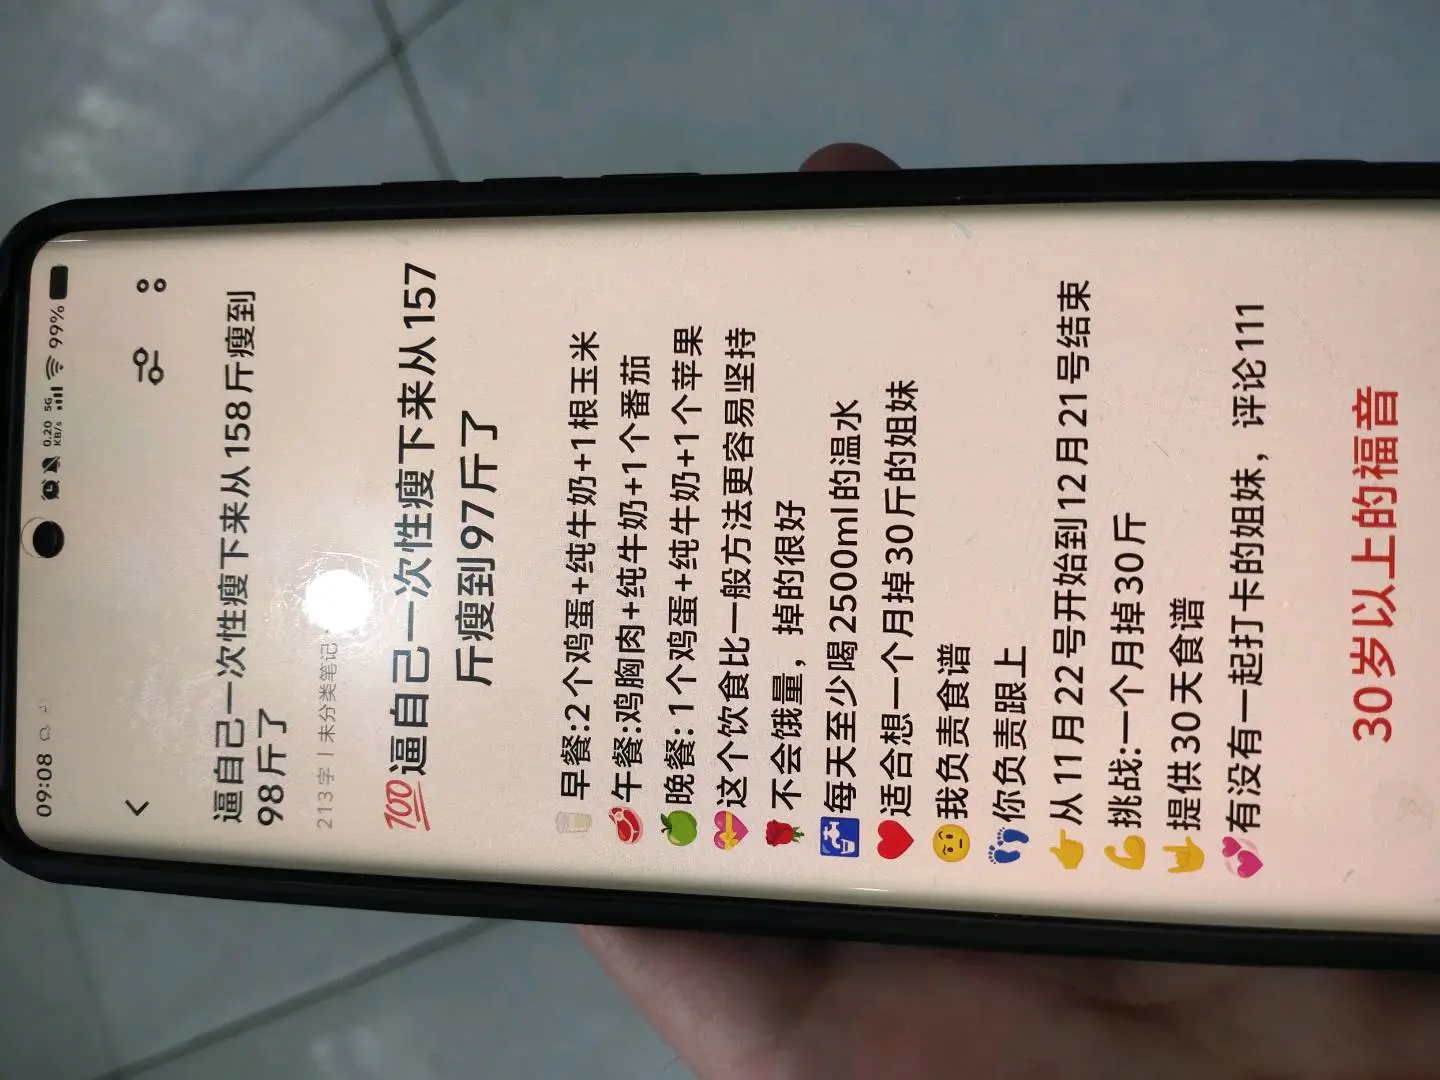 09:08
0.20
KB/s
5G
99%
逼自己一次性瘦下来从158斤瘦到
98斤了
213字 | 未分类笔记
💯逼自己一次性瘦下来从157
斤瘦到97斤了
🥛早餐:2个鸡蛋+纯牛奶+1根玉米
🥩午餐:鸡胸肉+纯牛奶+1个番茄
🍏晚餐: 1个鸡蛋+纯牛奶+1个苹果
💝这个饮食比一般方法更容易坚持
🌹不会饿量，掉的很好
🚰每天至少喝2500ml的温水
❤️适合想一个月掉30斤的姐妹
🤨我负责食谱
👣你负责跟上
👉从11月22号开始到12月21号结束
💪挑战:一个月掉30斤
🤟提供30天食谱
💞有没有一起打卡的姐妹，评论111
30岁以上的福音